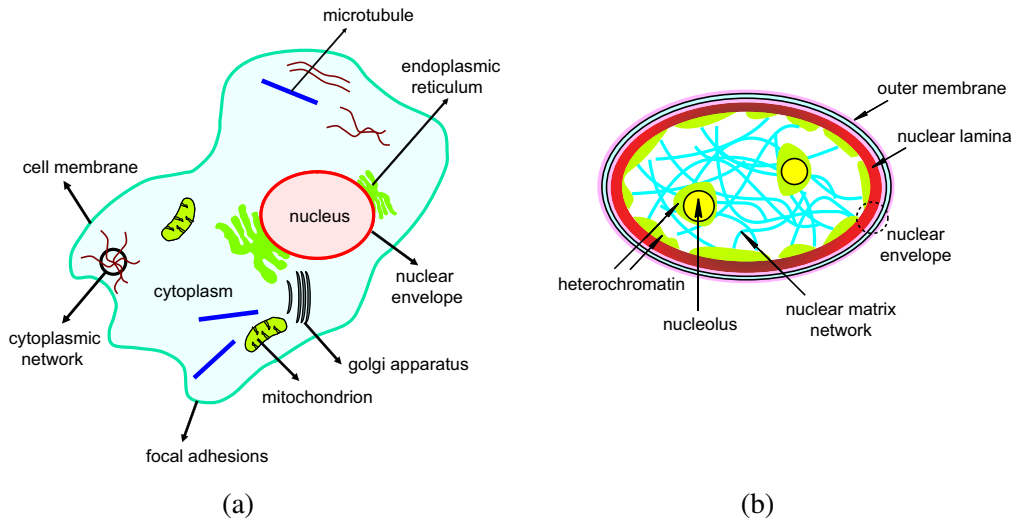 microtubule
endoplasmic
reticulum
cell membrane
nucleus
nuclear
envelope
cytoplasm
cytoplasmic
network
golgi apparatus
mitochondrion
focal adhesions
(a)
outer membrane
nuclear lamina
nuclear
envelope
heterochromatin
nuclear matrix
network
nucleolus
(b)